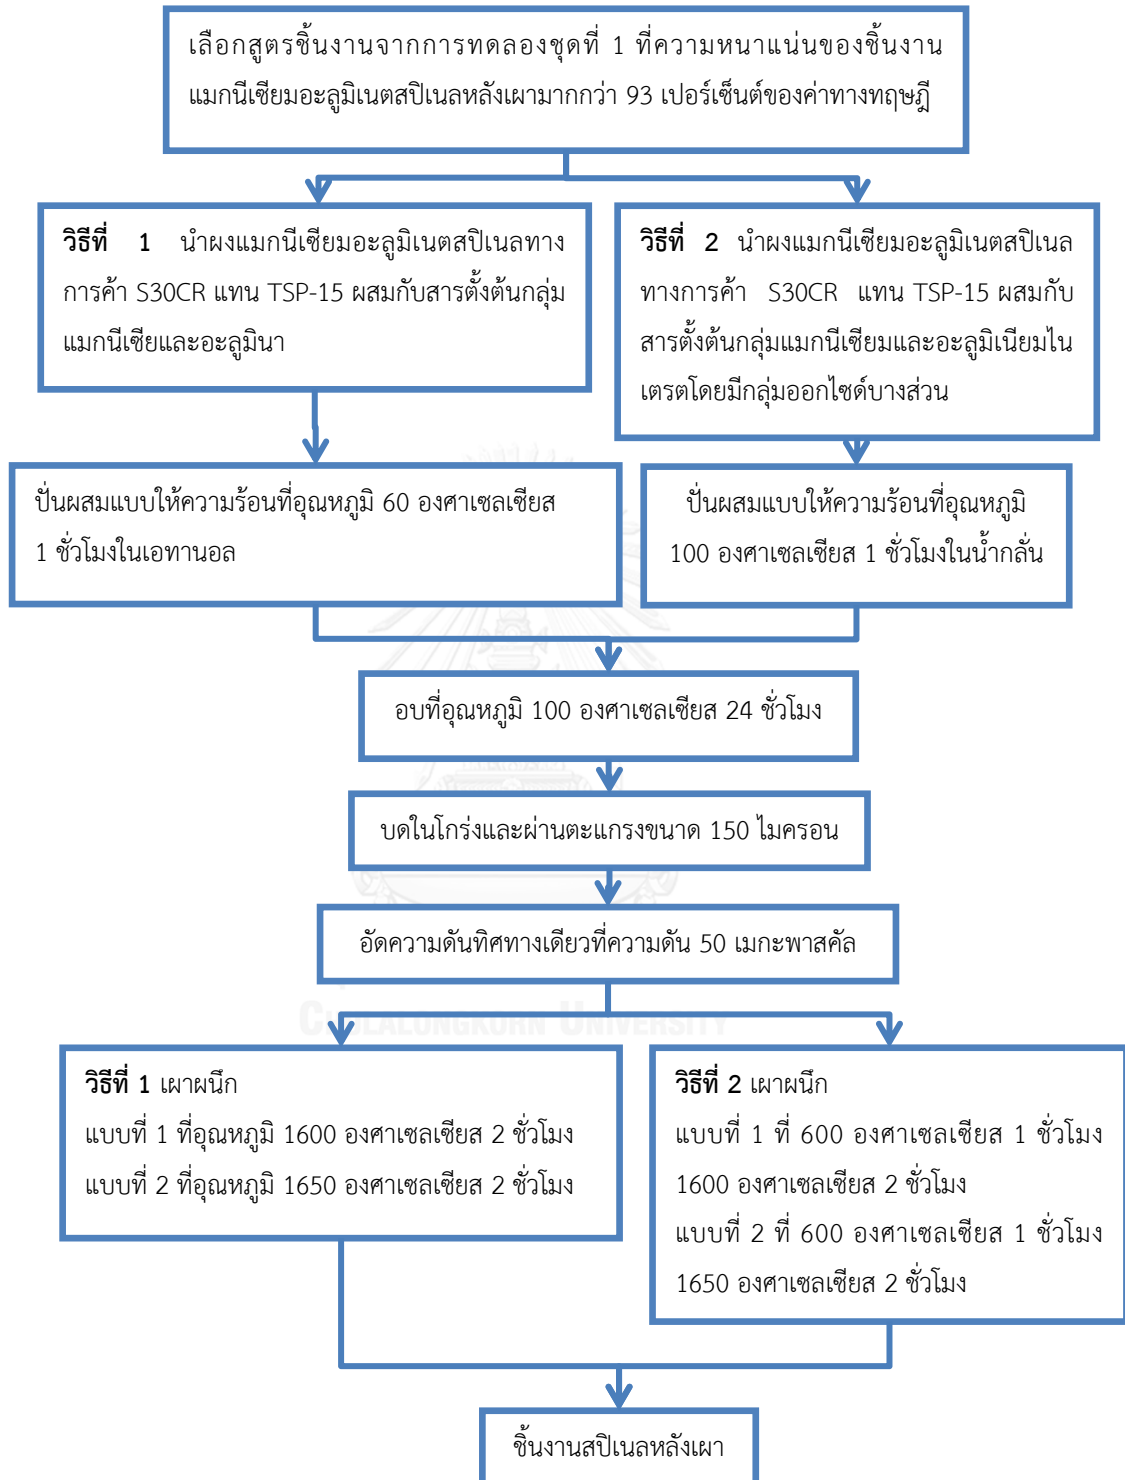 เลือกสูตรชิ้นงานจากการทดลองชุดที่ 1 ที่ความหนาแน่นของชิ้นงาน
แมกนีเซียมอะลูมิเนตสปิเนลหลังเผามากกว่า 93 เปอร์เซ็นต์ของค่าทางทฤษฎี
วิธีที่ 1 นำผงแมกนีเซียมอะลูมิเนตสปิเนลทาง
การค้า S30CR แทน TSP-15 ผสมกับสารตั้งต้นกลุ่ม
แมกนีเซียและอะลูมินา
วิธีที่ 2 นำผงแมกนีเซียมอะลูมิเนตสปิเนล
ทางการค้า S30CR แทน TSP-15 ผสมกับ
สารตั้งต้นกลุ่มแมกนีเซียมและอะลูมิเนียมไน
เตรตโดยมีกลุ่มออกไซด์บางส่วน
ปั่นผสมแบบให้ความร้อนที่อุณหภูมิ 60 องศาเซลเซียส
1 ชั่วโมงในเอทานอล
ปั่นผสมแบบให้ความร้อนที่อุณหภูมิ
100 องศาเซลเซียส 1 ชั่วโมงในน้ำกลั่น
อบที่อุณหภูมิ 100 องศาเซลเซียส 24 ชั่วโมง
บดในโกร่งและผ่านตะแกรงขนาด 150 ไมครอน
อัดความดันทิศทางเดียวที่ความดัน 50 เมกะพาสคัล
CHULALONGKORN UNIVERSITY
วิธีที่ 1 เผาผนึก
แบบที่ 1 ที่อุณหภูมิ 1600 องศาเซลเซียส 2 ชั่วโมง
แบบที่ 2 ที่อุณหภูมิ 1650 องศาเซลเซียส 2 ชั่วโมง
วิธีที่ 2 เผาผนึก
แบบที่ 1 ที่ 600 องศาเซลเซียส 1 ชั่วโมง
1600 องศาเซลเซียส 2 ชั่วโมง
แบบที่ 2 ที่ 600 องศาเซลเซียส 1 ชั่วโมง
1650 องศาเซลเซียส 2 ชั่วโมง
ชิ้นงานสปิเนลหลังเผา